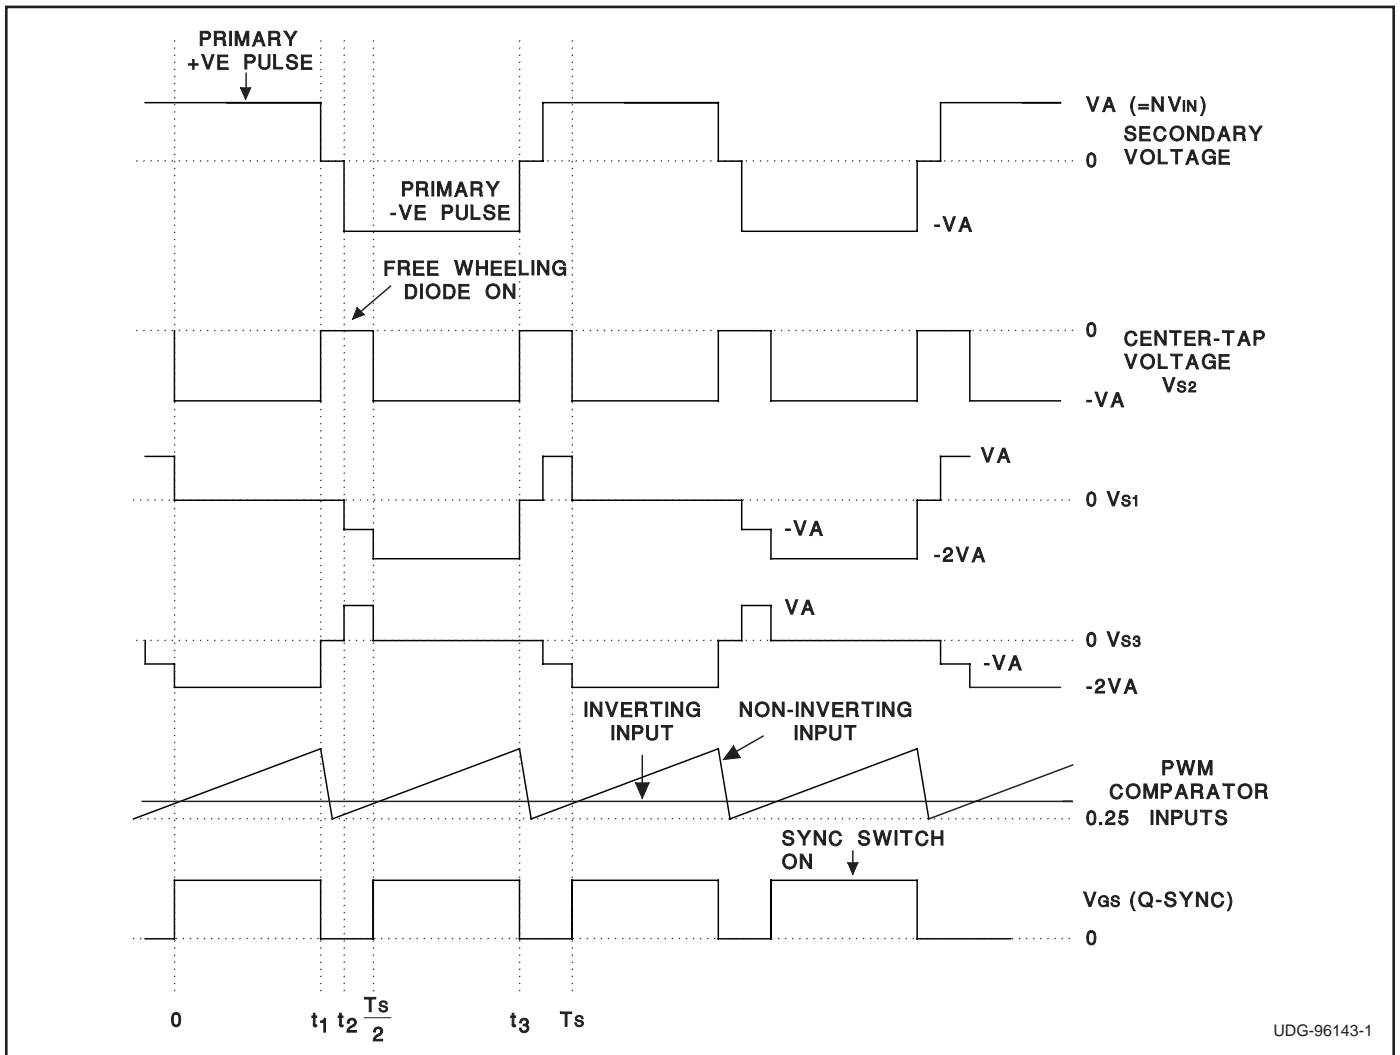 PRIMARY
+VE PULSE
VA (=NVIN)
SECONDARY
VOLTAGE
0
PRIMARY
-VE PULSE
-VA
FREE WHEELING
DIODE ON
0
CENTER-TAP
VOLTAGE
VS2
-VA
VA
0 VS1
-VA
-2VA
VA
0 VS3
-VA
-2VA
INVERTING
INPUT
NON-INVERTING
INPUT
PWM
COMPARATOR
0.25 INPUTS
SYNC SWITCH
ON
VGS (Q-SYNC)
0
0 t1 t2 Ts/2 t3 Ts
UDG-96143-1